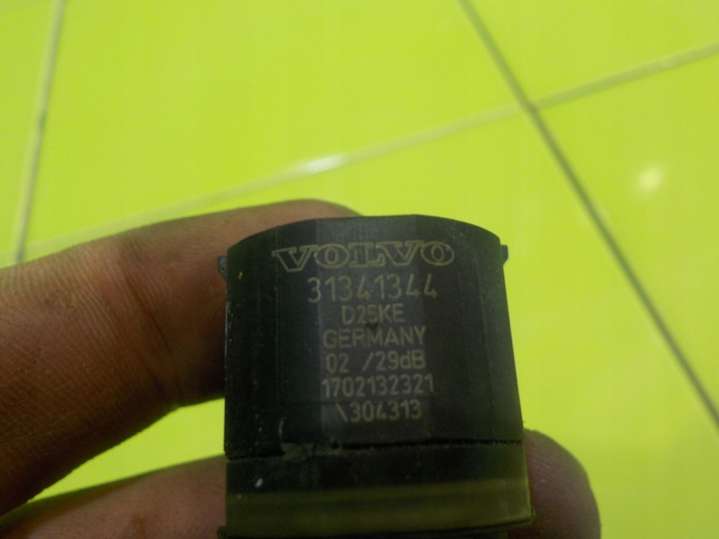 VOLVO
31341344
D25KE
GERMANY
02 /29dB
1702132321
\304313